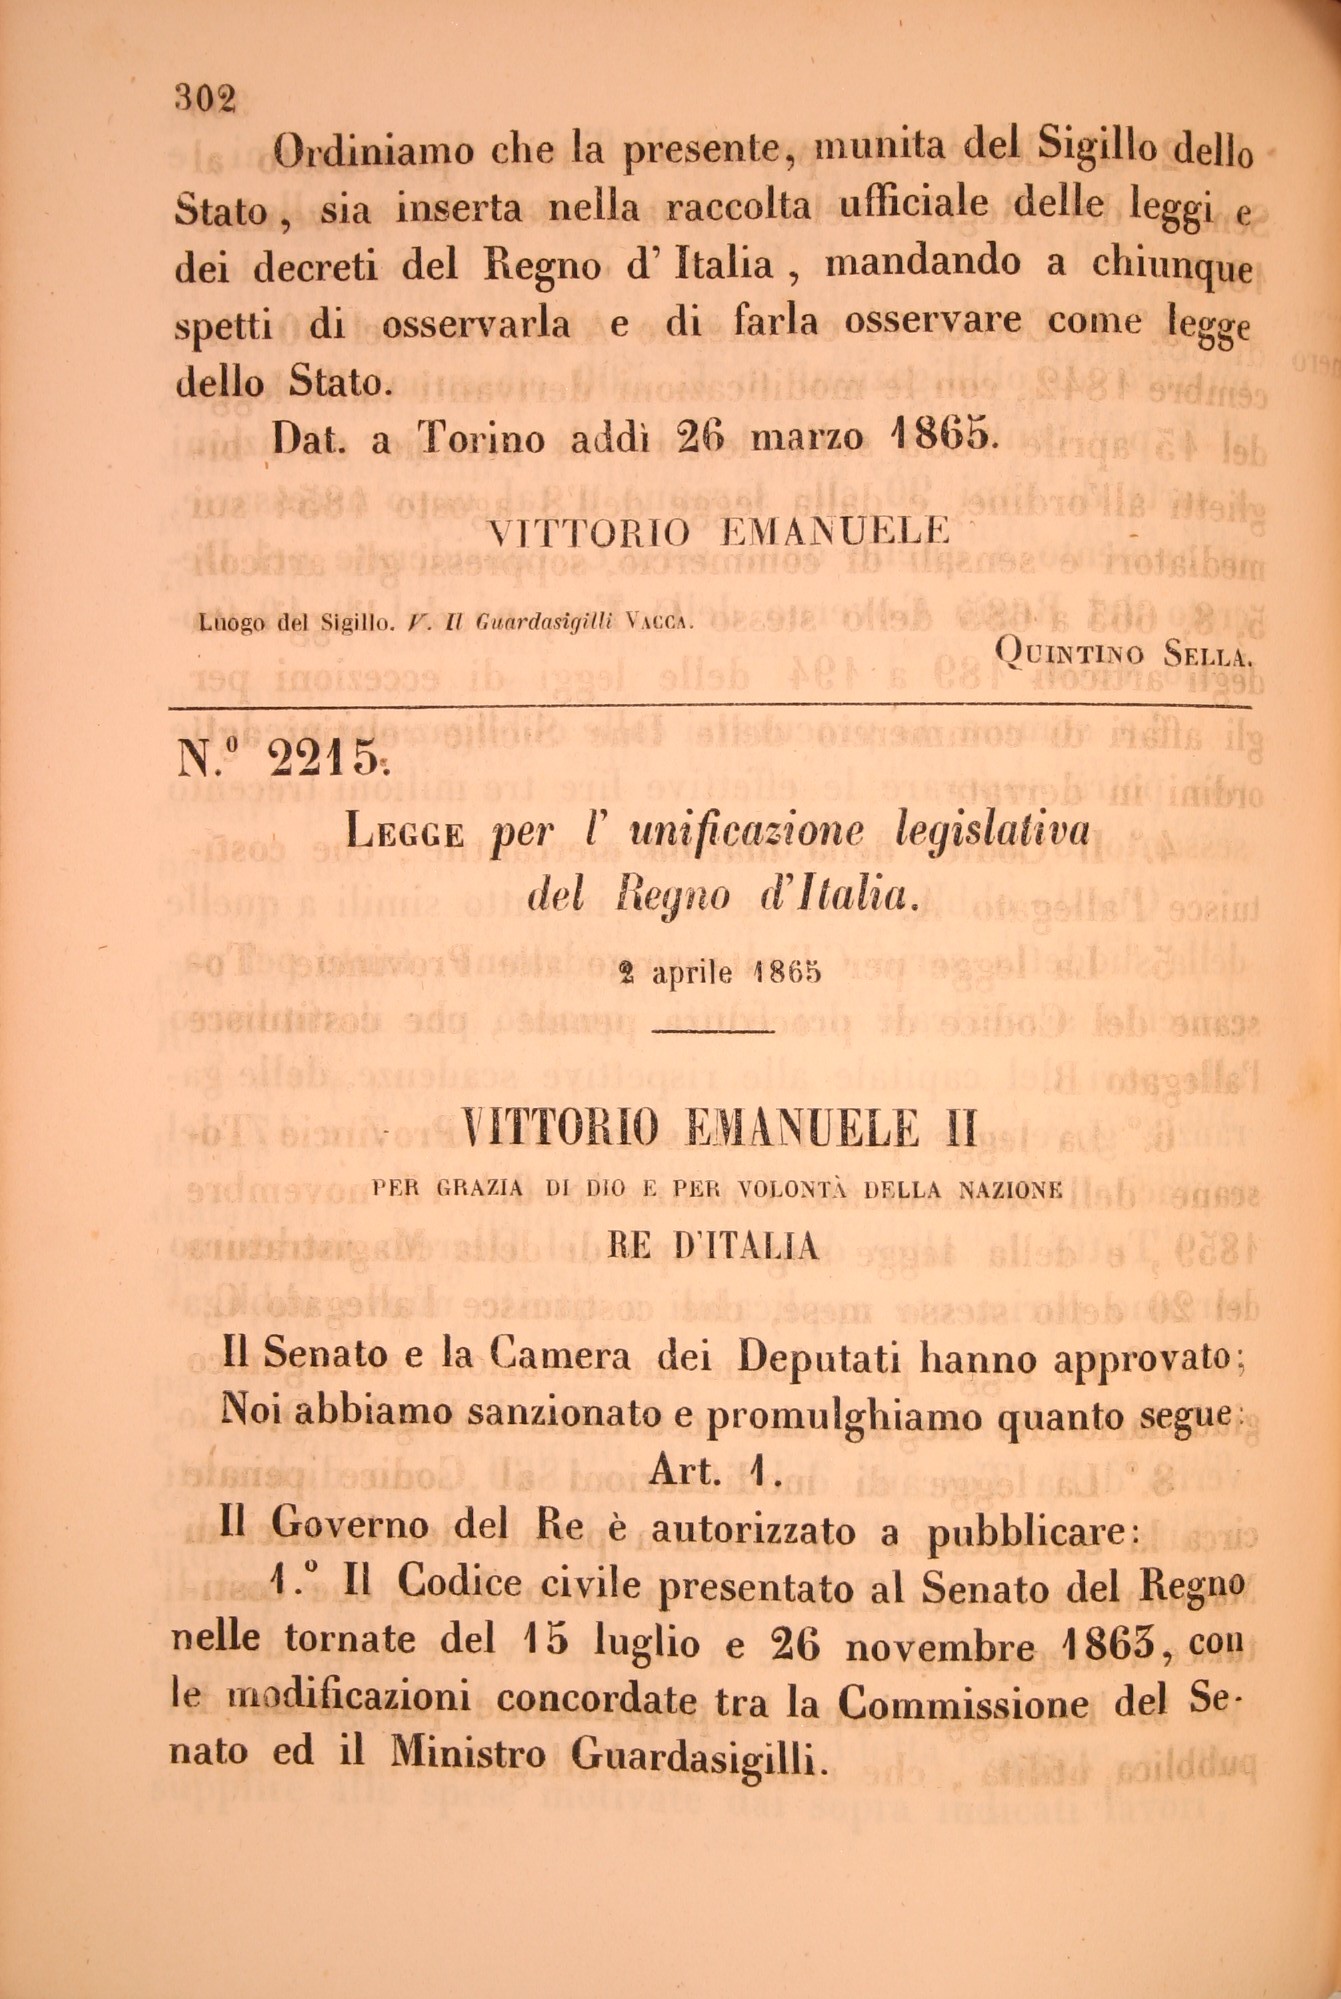 302
Ordiniamo che la presente, munita del Sigillo dello
Stato, sia inserta nella raccolta ufficiale delle leggi e
dei decreti del Regno d' Italia, mandando a chiunque
spetti di osservarla e di farla osservare come legge
dello Stato.
Dat. a Torino addì 26 marzo 1865.
VITTORIO EMANUELE
Luogo del Sigillo. V. Il Guardasigilli VACCA.
QUINTINO SELLA.
N.º 2215.
LEGGE per l' unificazione legislativa
del Regno d'Italia.
2 aprile 1865
VITTORIO EMANUELE II
PER GRAZIA DI DIO E PER VOLONTÀ DELLA NAZIONE
RE D'ITALIA
Il Senato e la Camera dei Deputati hanno approvato;
Noi abbiamo sanzionato e promulghiamo quanto segue:
Art. 1.
Il Governo del Re è autorizzato a pubblicare:
1.º Il Codice civile presentato al Senato del Regno
nelle tornate del 15 luglio e 26 novembre 1863, con
le modificazioni concordate tra la Commissione del Se-
nato ed il Ministro Guardasigilli.